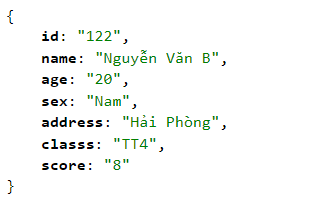 {
id: "122",
name: "Nguyễn Văn B",
age: "20",
sex: "Nam",
address: "Hải Phòng",
classs: "TT4",
score: "8"
}